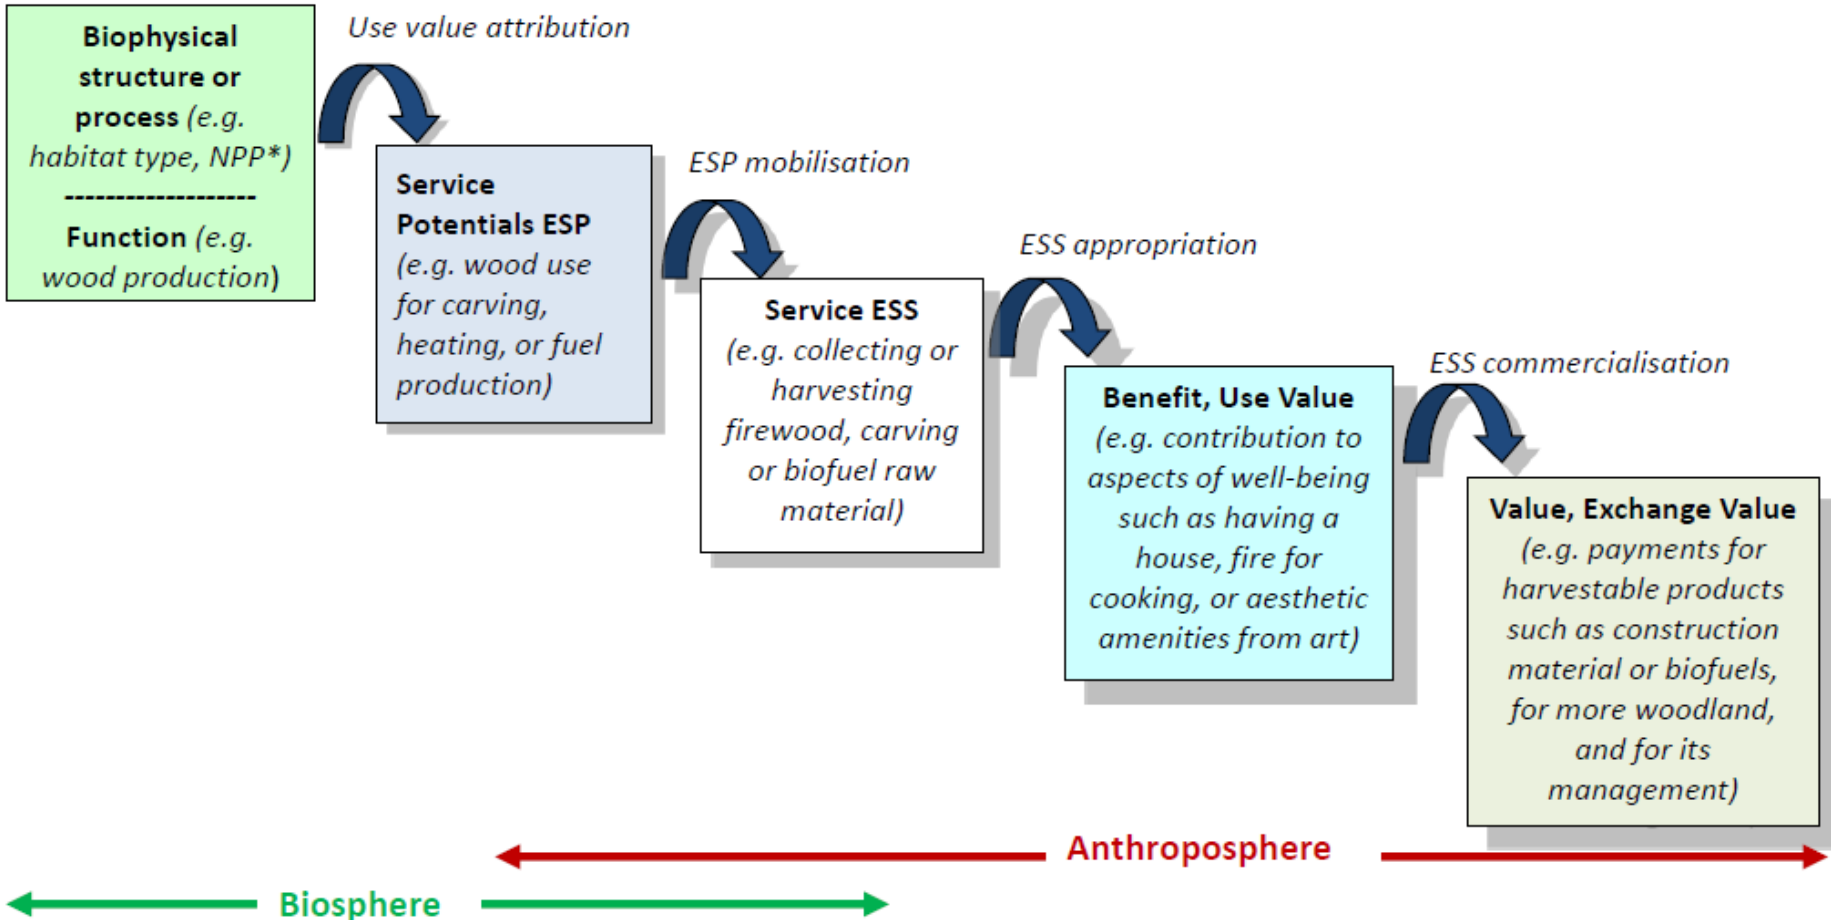 Biophysical
structure or
process (e.g.
habitat type, NPP*)
-------------------
Function (e.g.
wood production)
Use value attribution
Service
Potentials ESP
(e.g. wood use
for carving,
heating, or fuel
production)
ESP mobilisation
Service ESS
(e.g. collecting or
harvesting
firewood, carving
or biofuel raw
material)
ESS appropriation
Benefit, Use Value
(e.g. contribution to
aspects of well-being
such as having a
house, fire for
cooking, or aesthetic
amenities from art)
ESS commercialisation
Value, Exchange Value
(e.g. payments for
harvestable products
such as construction
material or biofuels,
for more woodland,
and for its
management)
Anthroposphere
Biosphere